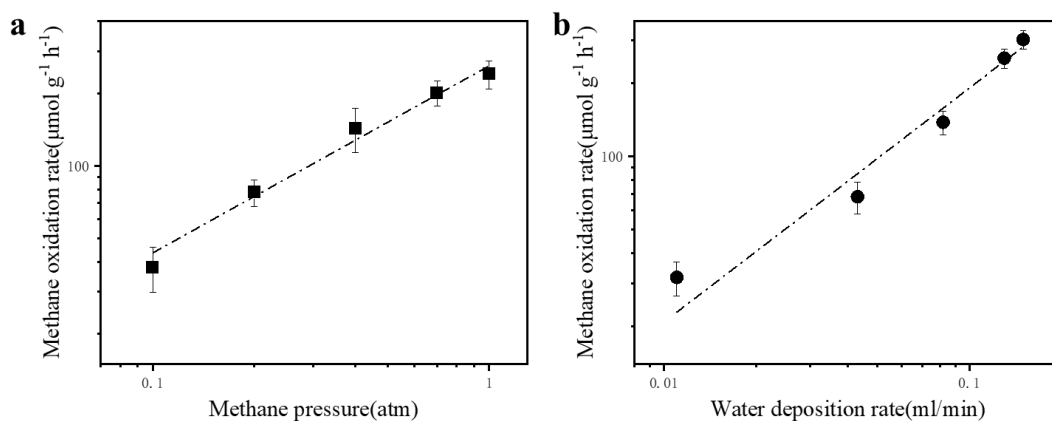 a
Methane oxidation rate(μmol g⁻¹ h⁻¹)
100
0.1
1
Methane pressure(atm)
b
Methane oxidation rate(μmol g⁻¹ h⁻¹)
100
0.01
0.1
Water deposition rate(ml/min)